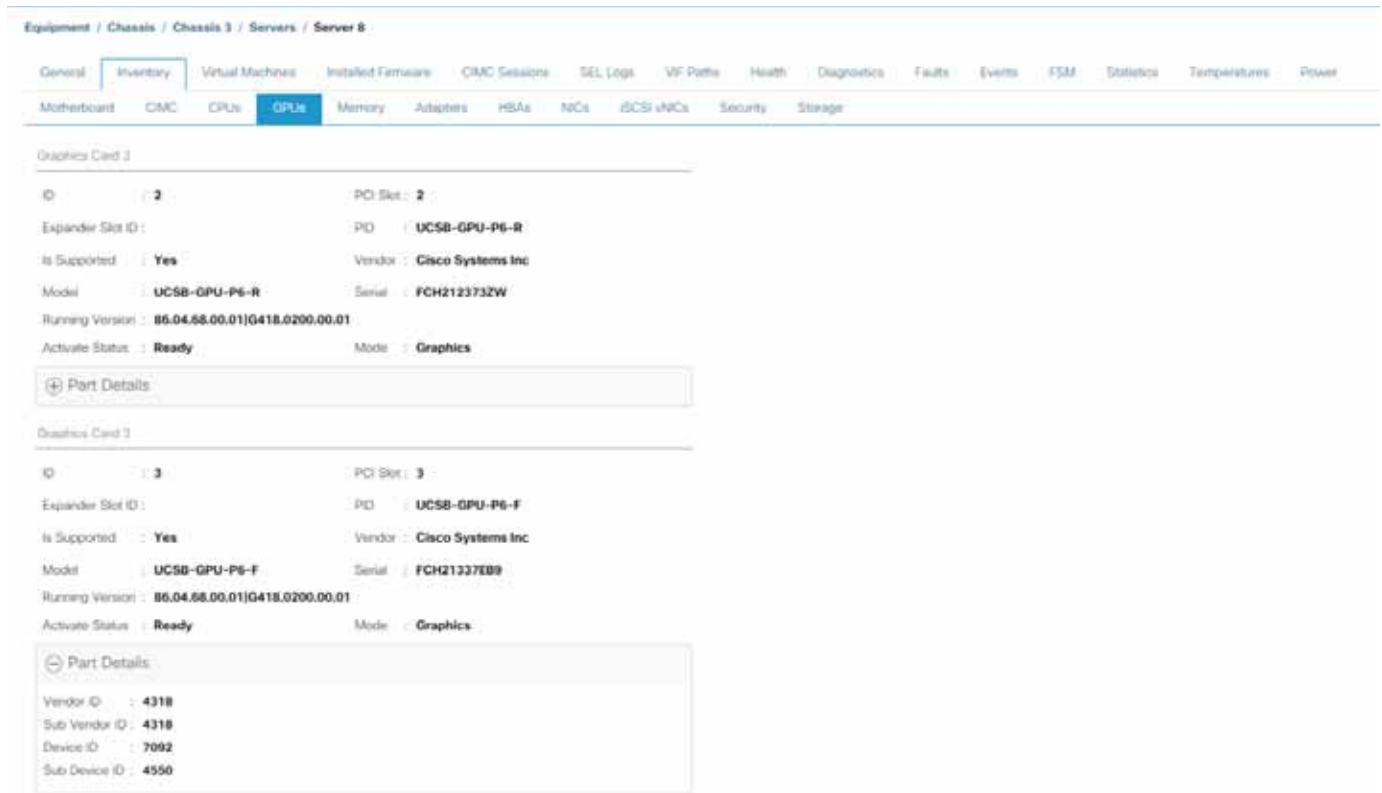 Equipment / Chassis / Chassis 3 / Servers / Server 8
General Inventory Virtual Machines Installed Firmware CIMC Sessions SEL Logs VIF Paths Health Diagnostics Faults Events FSM Statistics Temperatures Power
Motherboard CIMC CPUs GPUs Memory Adapters HBAs NICs iSCSI vNICs Security Storage
Graphics Card 3
ID : 2 PCI Slot : 2
Expander Slot ID : PID : UCSB-GPU-P6-R
Is Supported : Yes Vendor : Cisco Systems Inc
Model : UCSB-GPU-P6-R Serial : FCH212373ZW
Running Version : 86.04.68.00.01|G418.0200.00.01
Activate Status : Ready Mode : Graphics
Part Details
Graphics Card 3
ID : 3 PCI Slot : 3
Expander Slot ID : PID : UCSB-GPU-P6-F
Is Supported : Yes Vendor : Cisco Systems Inc
Model : UCSB-GPU-P6-F Serial : FCH21337EB9
Running Version : 86.04.68.00.01|G418.0200.00.01
Activate Status : Ready Mode : Graphics
Part Details
Vendor ID : 4318
Sub Vendor ID : 4318
Device ID : 7092
Sub Device ID : 4550